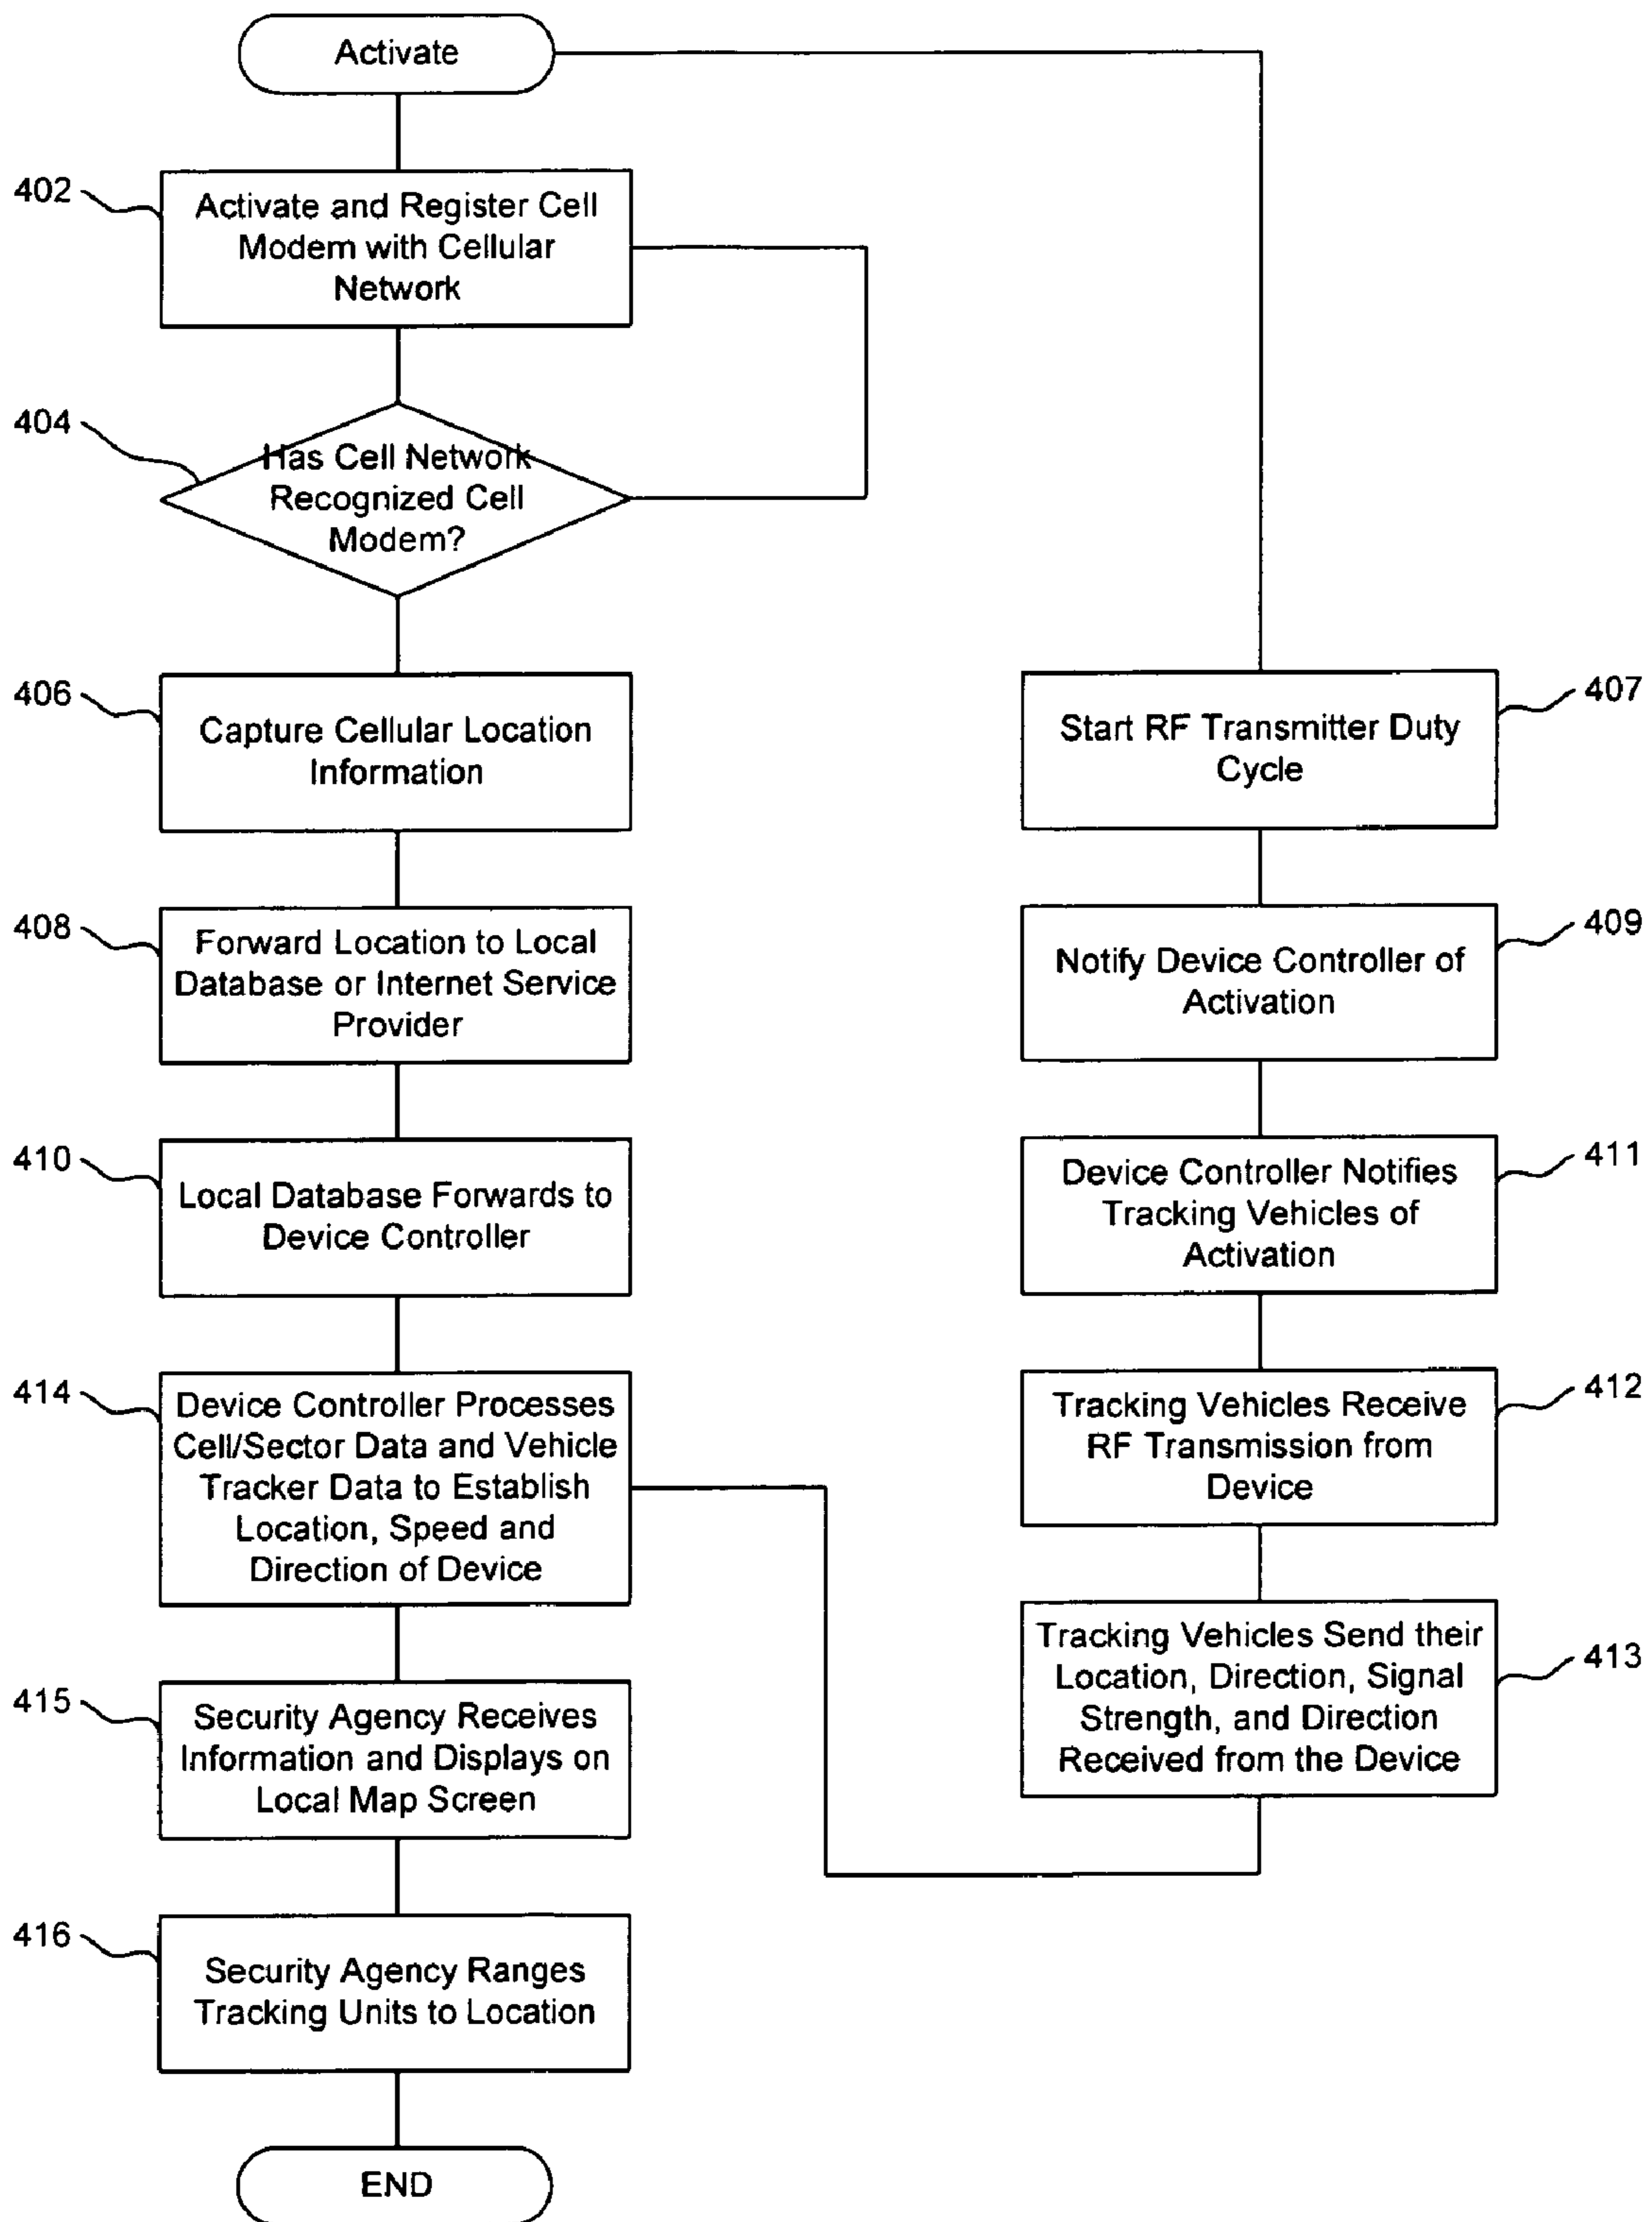 Activate
402
Activate and Register Cell
Modem with Cellular
Network
404
Has Cell Network
Recognized Cell
Modem?
406
Capture Cellular Location
Information
408
Forward Location to Local
Database or Internet Service
Provider
410
Local Database Forwards to
Device Controller
414
Device Controller Processes
Cell/Sector Data and Vehicle
Tracker Data to Establish
Location, Speed and
Direction of Device
415
Security Agency Receives
Information and Displays on
Local Map Screen
416
Security Agency Ranges
Tracking Units to Location
END
407
Start RF Transmitter Duty
Cycle
409
Notify Device Controller of
Activation
411
Device Controller Notifies
Tracking Vehicles of
Activation
412
Tracking Vehicles Receive
RF Transmission from
Device
413
Tracking Vehicles Send their
Location, Direction, Signal
Strength, and Direction
Received from the Device